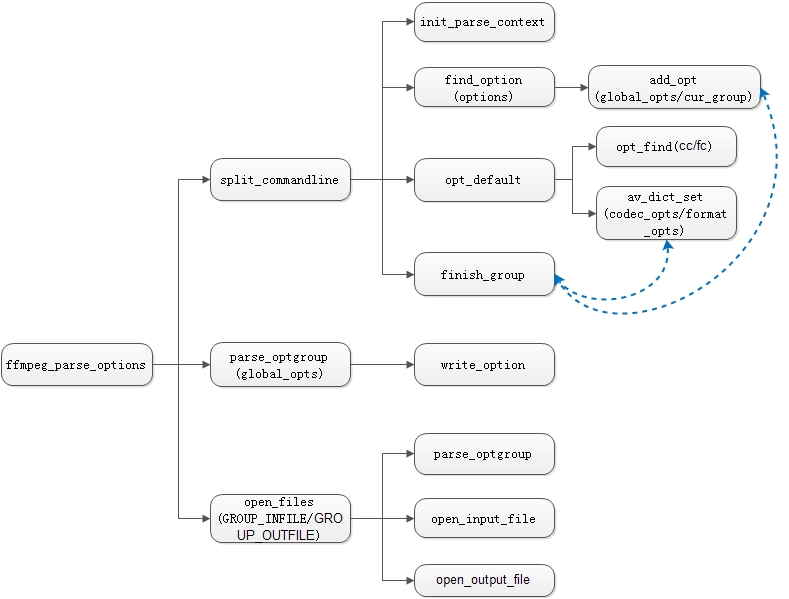 init_parse_context
find_option
(options)
add_opt
(global_opts/cur_group)
opt_find(cc/fc)
split_commandline
opt_default
av_dict_set
(codec_opts/format
_opts)
finish_group
ffmpeg_parse_options
parse_optgroup
(global_opts)
write_option
parse_optgroup
open_files
(GROUP_INFILE/GRO
UP_OUTFILE)
open_input_file
open_output_file